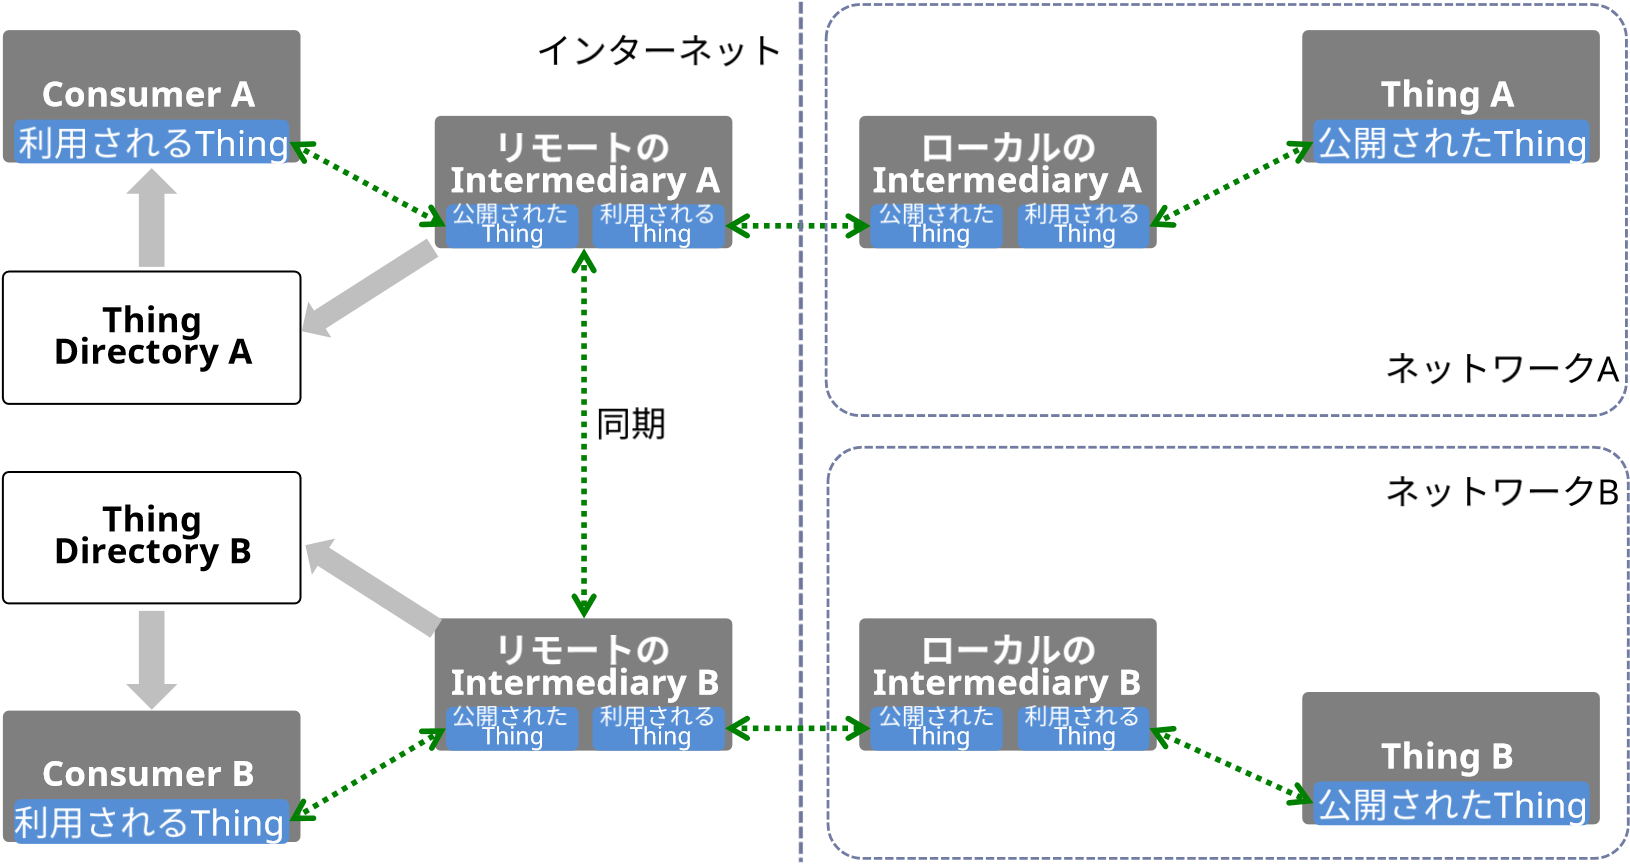 インターネット
Consumer A
利用されるThing
リモートの
Intermediary A
公開された
Thing
利用される
Thing
ローカルの
Intermediary A
公開された
Thing
利用される
Thing
Thing A
公開されたThing
Thing
Directory A
ネットワークA
同期
Thing
Directory B
ネットワークB
リモートの
Intermediary B
公開された
Thing
利用される
Thing
ローカルの
Intermediary B
公開された
Thing
利用される
Thing
Consumer B
利用されるThing
Thing B
公開されたThing